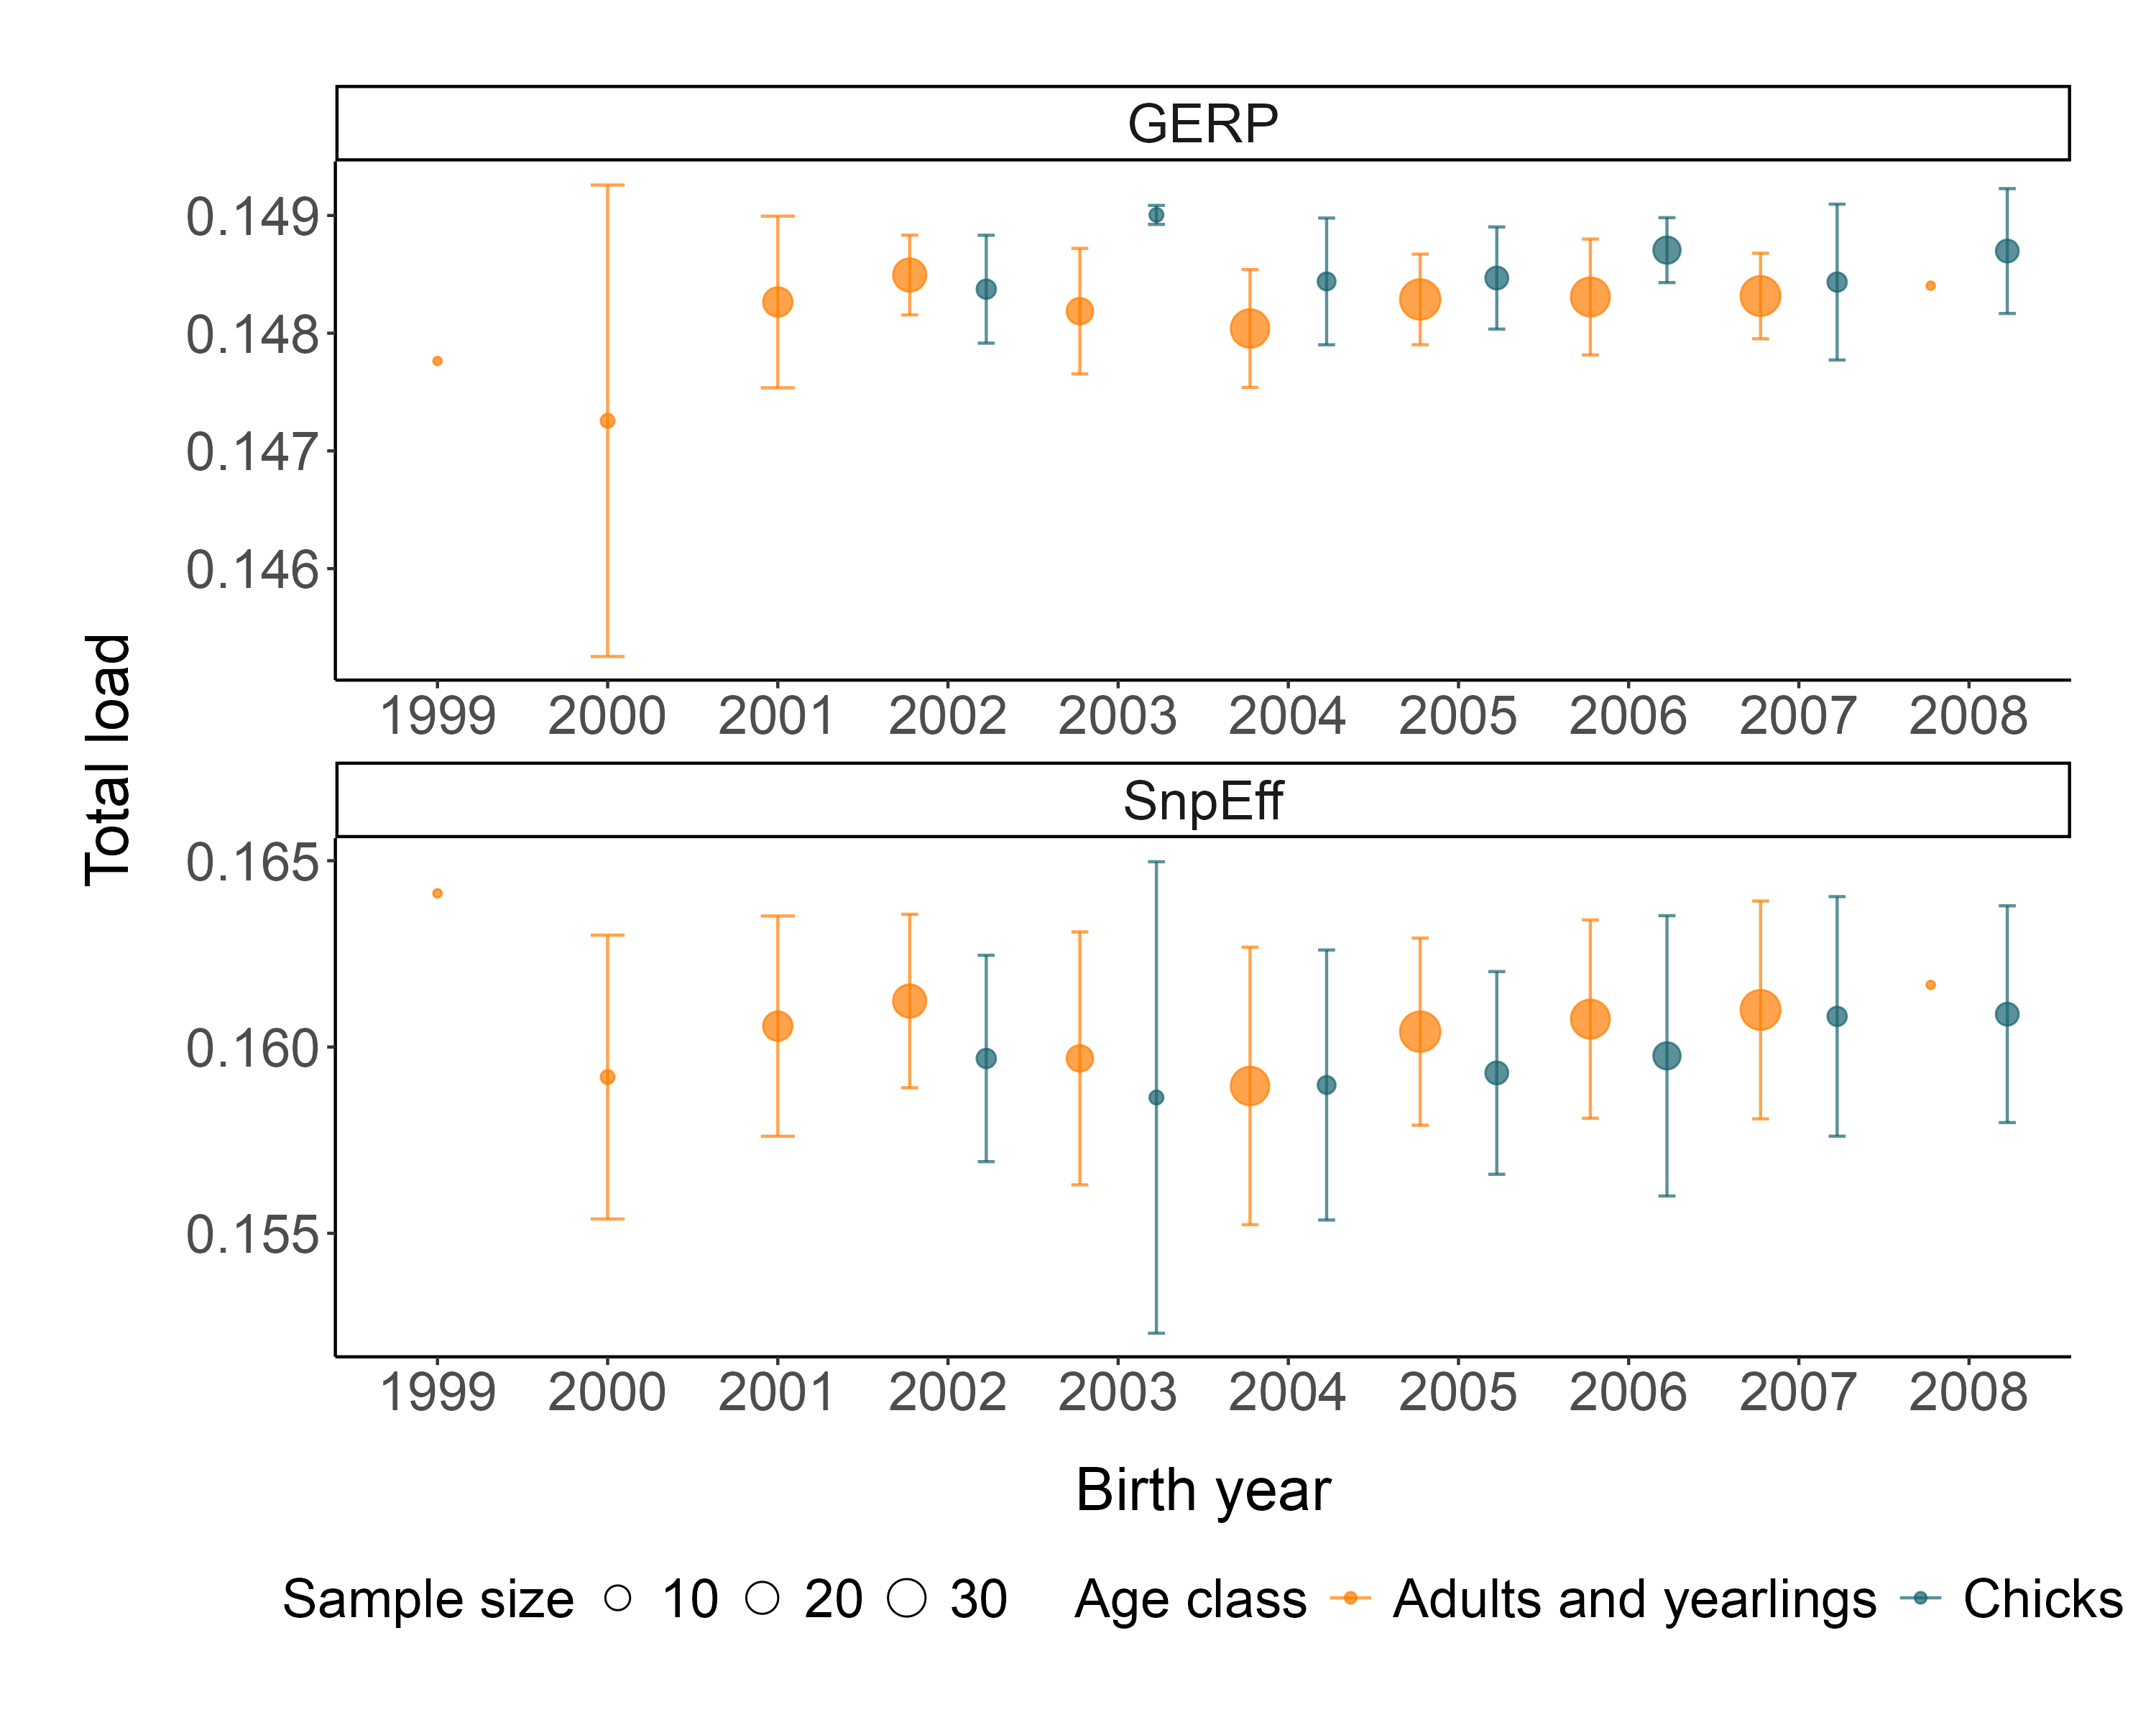 GERP
0.149
0.148
0.147
0.146
1999 2000 2001 2002 2003 2004 2005 2006 2007 2008
Total load
SnpEff
0.165
0.160
0.155
1999 2000 2001 2002 2003 2004 2005 2006 2007 2008
Birth year
Sample size 10 20 30 Age class Adults and yearlings Chicks